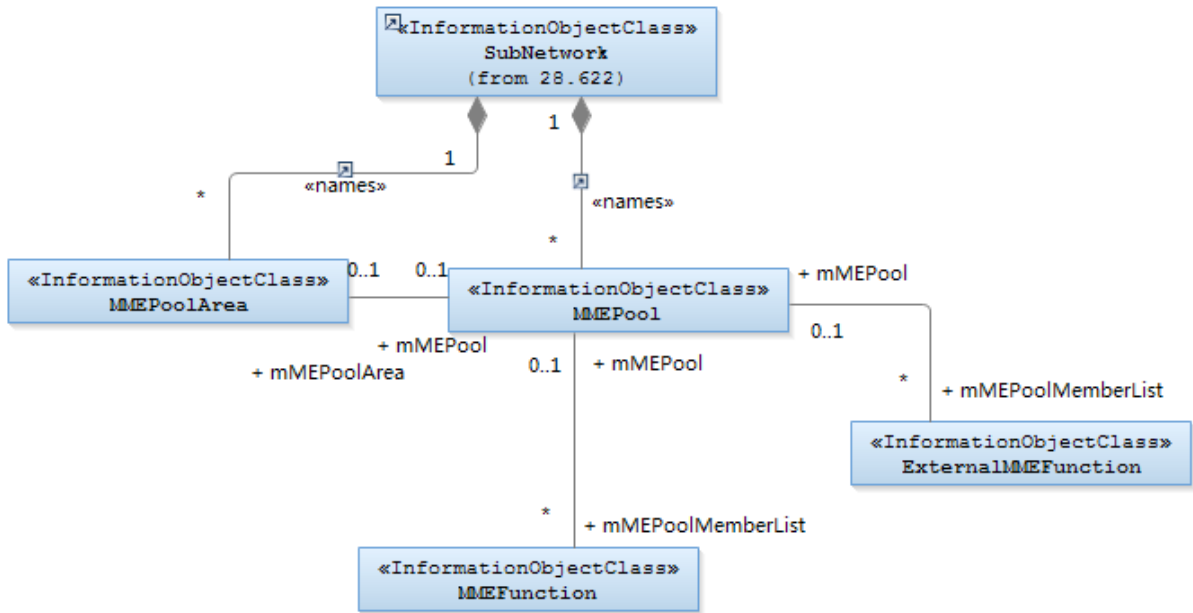 «InformationObjectClass»
SubNetwork
(from 28.622)
1
1
«names»
*
«names»
*
«InformationObjectClass»
MMEPoolArea
0..1
0..1
«InformationObjectClass»
MMEPool
+ mMEPool
0..1
+ mMEPool
+ mMEPoolArea
0..1
+ mMEPool
*
+ mMEPoolMemberList
«InformationObjectClass»
ExternalMMEFunction
*
+ mMEPoolMemberList
«InformationObjectClass»
MMEFunction